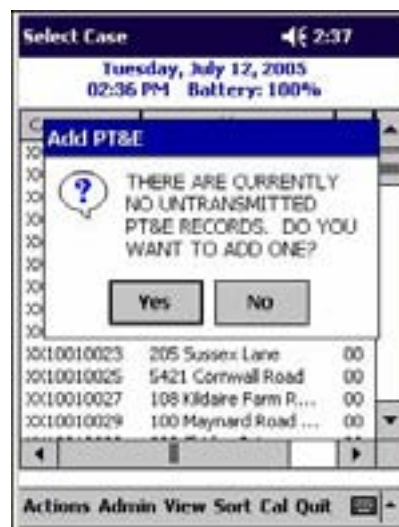 Select Case 2:37
Tuesday, July 12, 2005
02:36 PM Battery: 100%
Add PT&E
THERE ARE CURRENTLY
NO UNTRANSMITTED
PT&E RECORDS. DO YOU
WANT TO ADD ONE?
Yes No
XX10010023 205 Sussex Lane 00
XX10010025 5421 Cornwall Road 00
XX10010027 108 Kildaire Farm R... 00
XX10010029 100 Maynard Road ... 00
Actions Admin View Sort Cal Quit